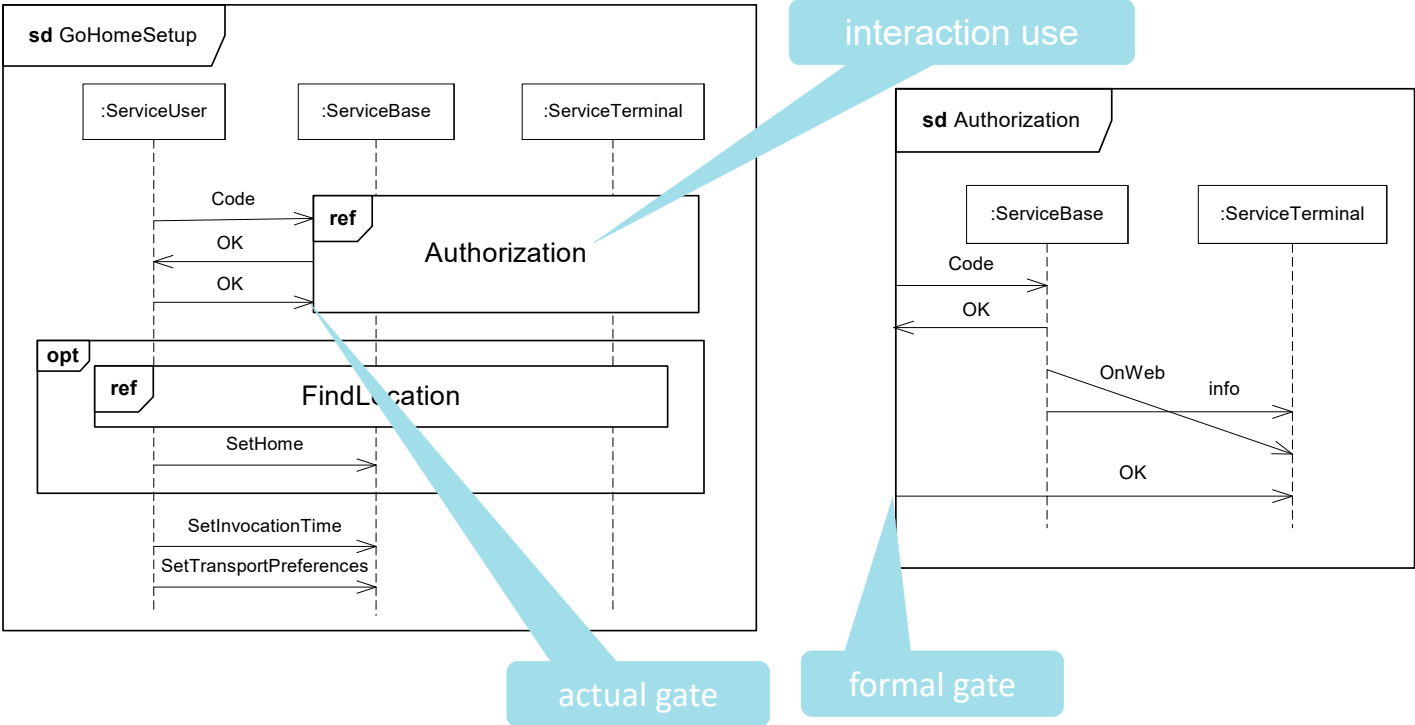 sd GoHomeSetup
:ServiceUser
:ServiceBase
:ServiceTerminal
Code
OK
OK
ref
Authorization
opt
ref
FindLocation
SetHome
SetInvocationTime
SetTransportPreferences
interaction use
sd Authorization
:ServiceBase
:ServiceTerminal
Code
OK
OnWeb
info
OK
actual gate
formal gate